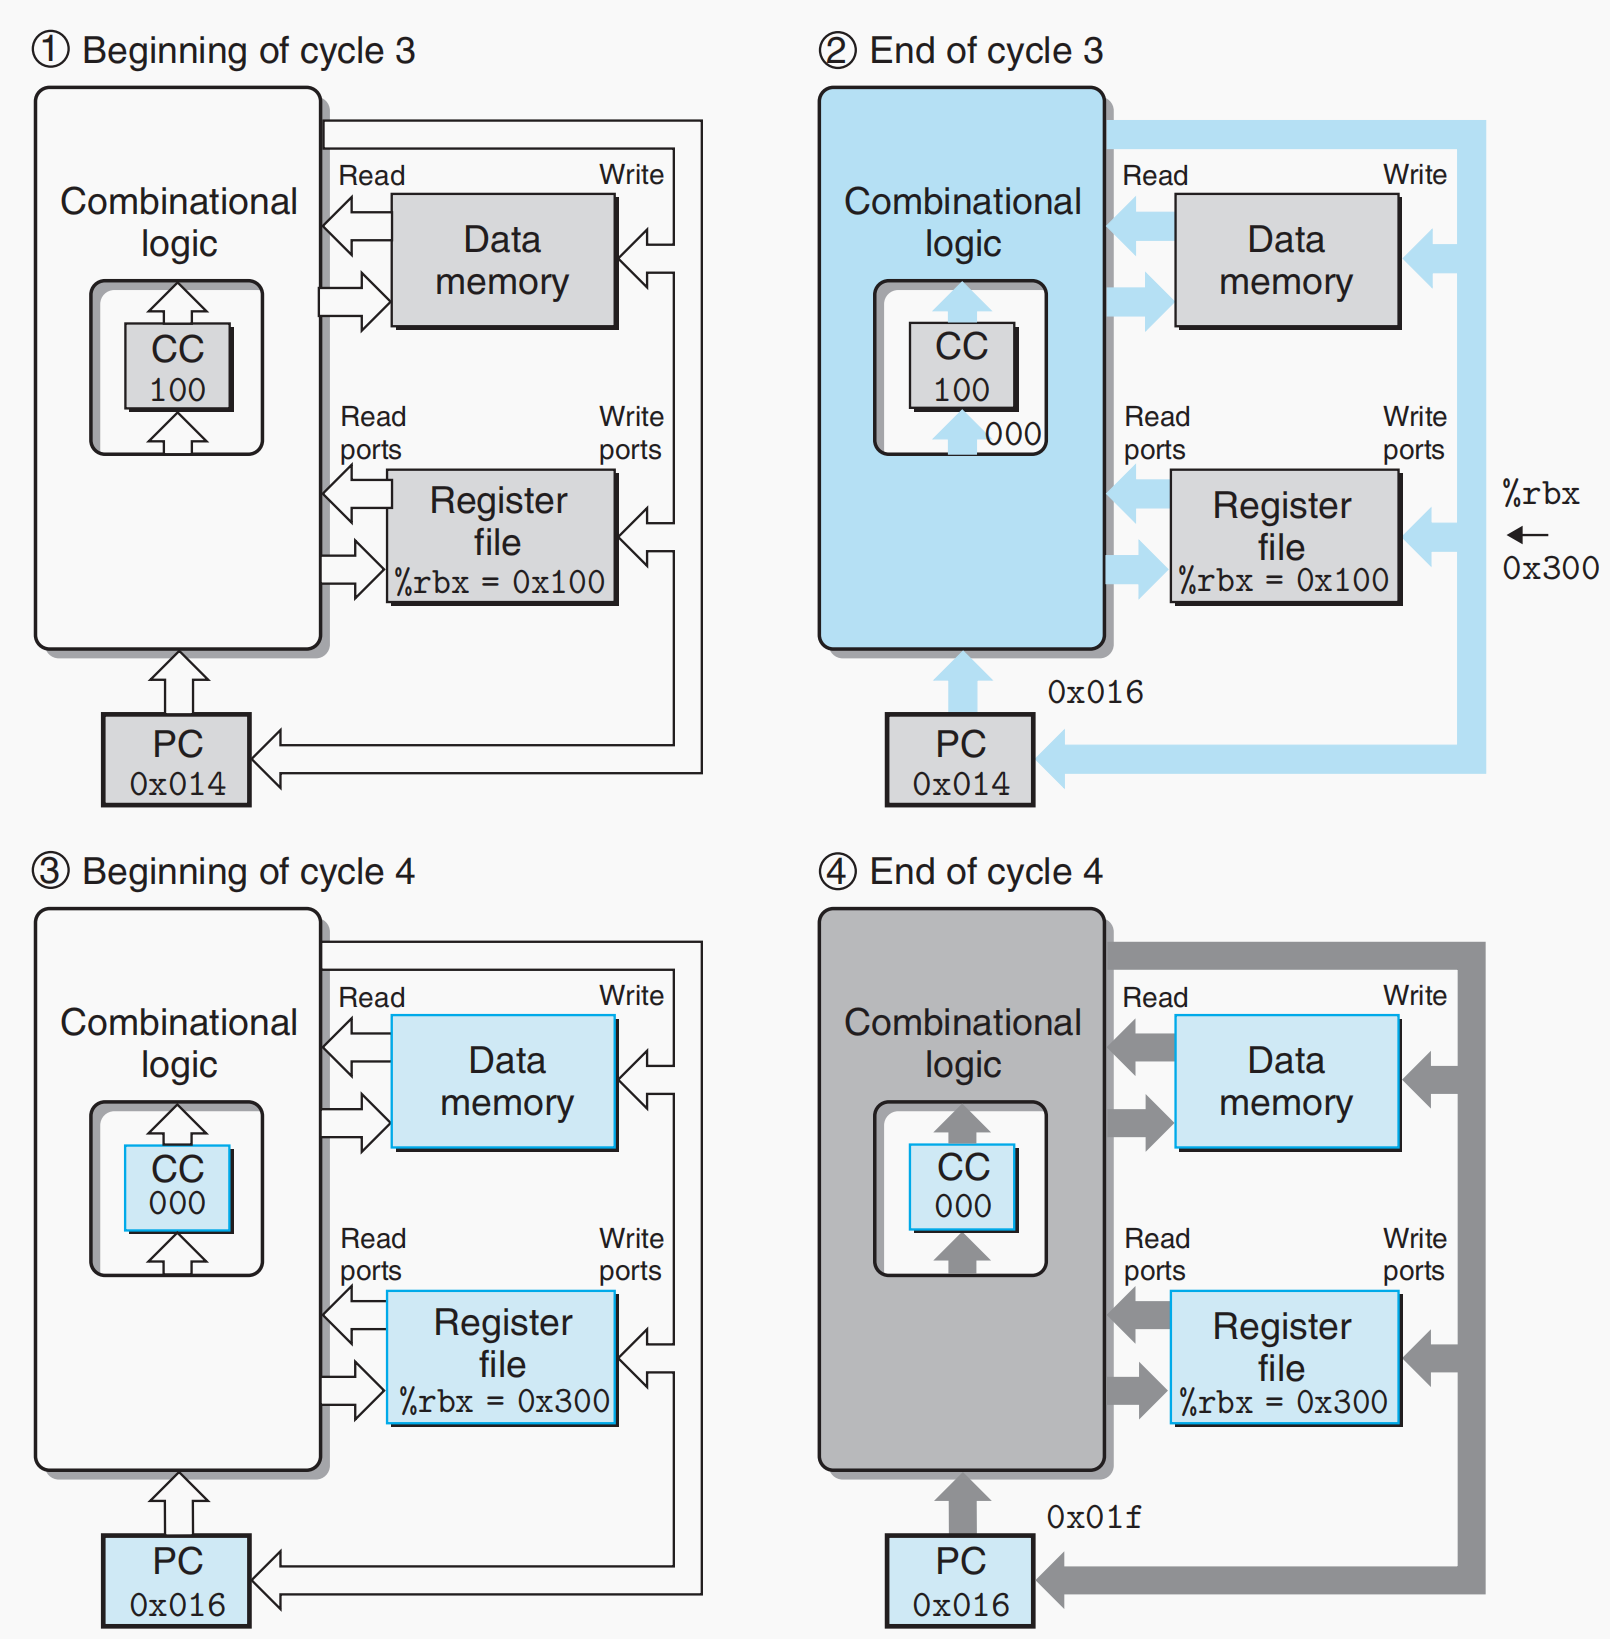 ① Beginning of cycle 3
Combinational
logic
CC
100
Read
Write
Data
memory
Read
ports
Write
ports
Register
file
%rbx = 0x100
PC
0x014
② End of cycle 3
Combinational
logic
CC
100
000
Read
Write
Data
memory
Read
ports
Write
ports
Register
file
%rbx = 0x100
%rbx
←
0x300
0x016
PC
0x014
③ Beginning of cycle 4
Combinational
logic
CC
000
Read
Write
Data
memory
Read
ports
Write
ports
Register
file
%rbx = 0x300
PC
0x016
④ End of cycle 4
Combinational
logic
CC
000
Read
Write
Data
memory
Read
ports
Write
ports
Register
file
%rbx = 0x300
0x01f
PC
0x016